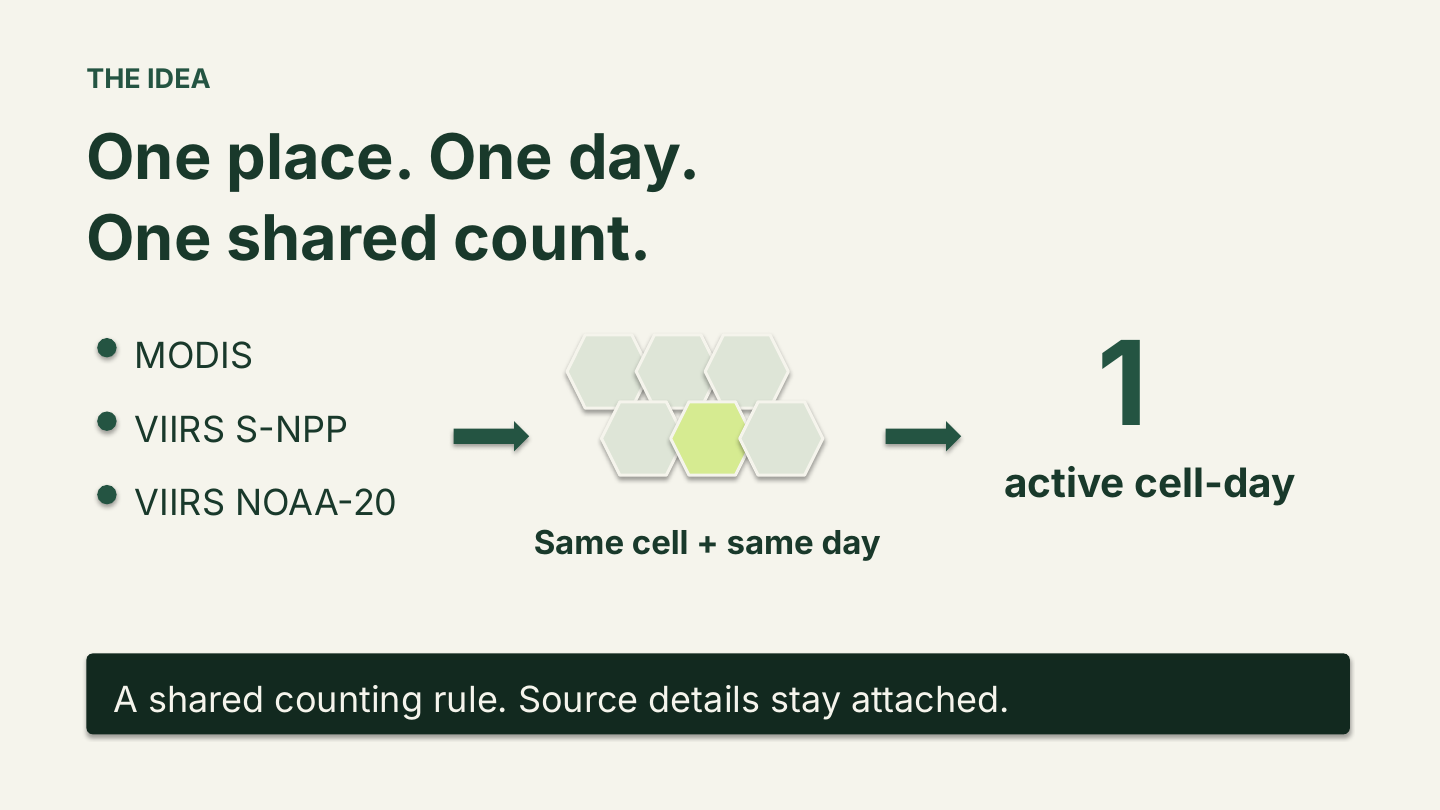 THE IDEA
One place. One day.
One shared count.
MODIS
VIIRS S-NPP
VIIRS NOAA-20
Same cell + same day
1
active cell-day
A shared counting rule. Source details stay attached.